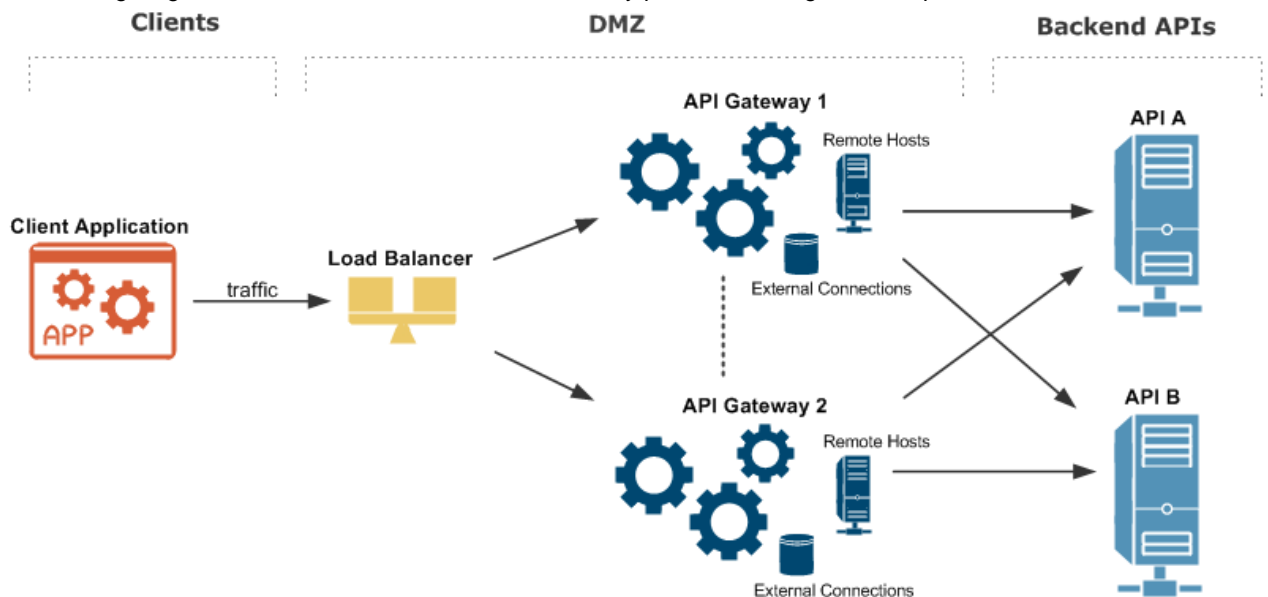 Clients
DMZ
Backend APIs
API Gateway 1
API A
Remote Hosts
Client Application
Load Balancer
traffic
External Connections
APP
API Gateway 2
API B
Remote Hosts
External Connections